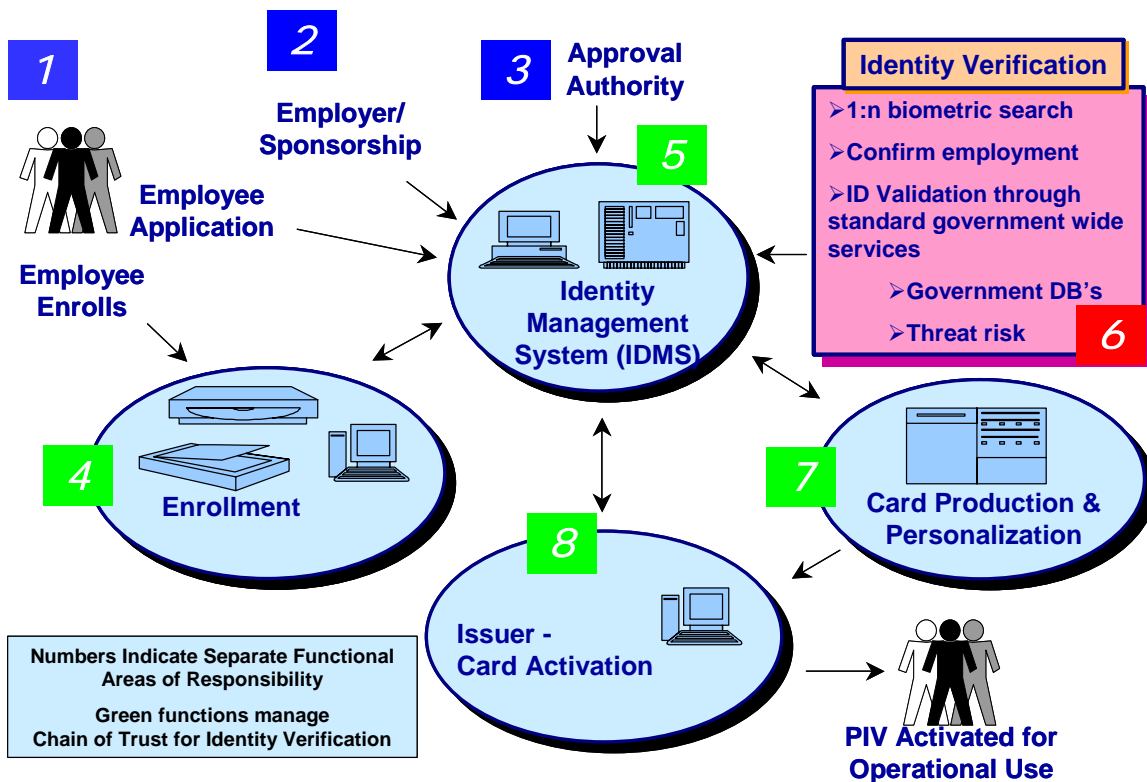 1
2
3
Approval
Authority
Employer/
Sponsorship
Employee
Application
Employee
Enrolls
Identity Verification
➢1:n biometric search
➢Confirm employment
➢ID Validation through
standard government wide
services
➢Government DB's
➢Threat risk
6
5
Identity
Management
System (IDMS)
4
Enrollment
7
Card Production &
Personalization
8
Issuer -
Card Activation
PIV Activated for
Operational Use
Numbers Indicate Separate Functional
Areas of Responsibility
Green functions manage
Chain of Trust for Identity Verification